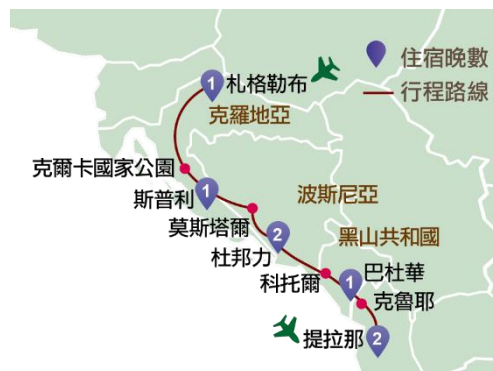 住宿晚數
行程路線
1
札格勒布
克羅地亞
克爾卡國家公園
斯普利
1
莫斯塔爾
波斯尼亞
2
杜邦力
黑山共和國
科托爾
1
巴杜華
克魯耶
提拉那
2